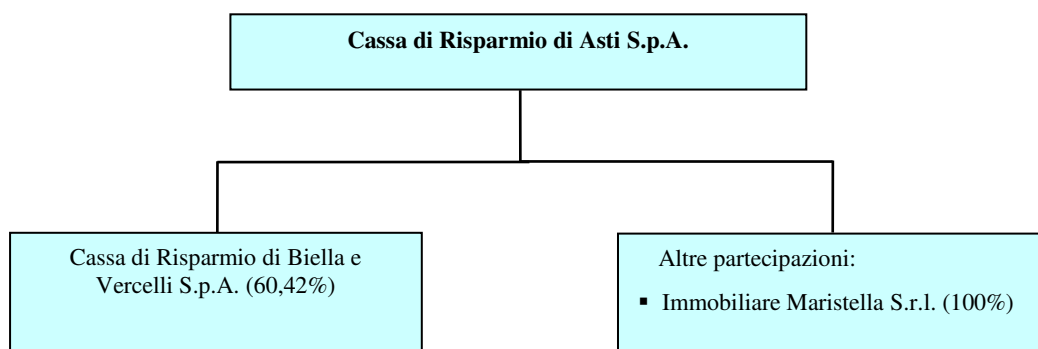 Cassa di Risparmio di Asti S.p.A.
Cassa di Risparmio di Biella e
Vercelli S.p.A. (60,42%)
Altre partecipazioni:
▪ Immobiliare Maristella S.r.l. (100%)